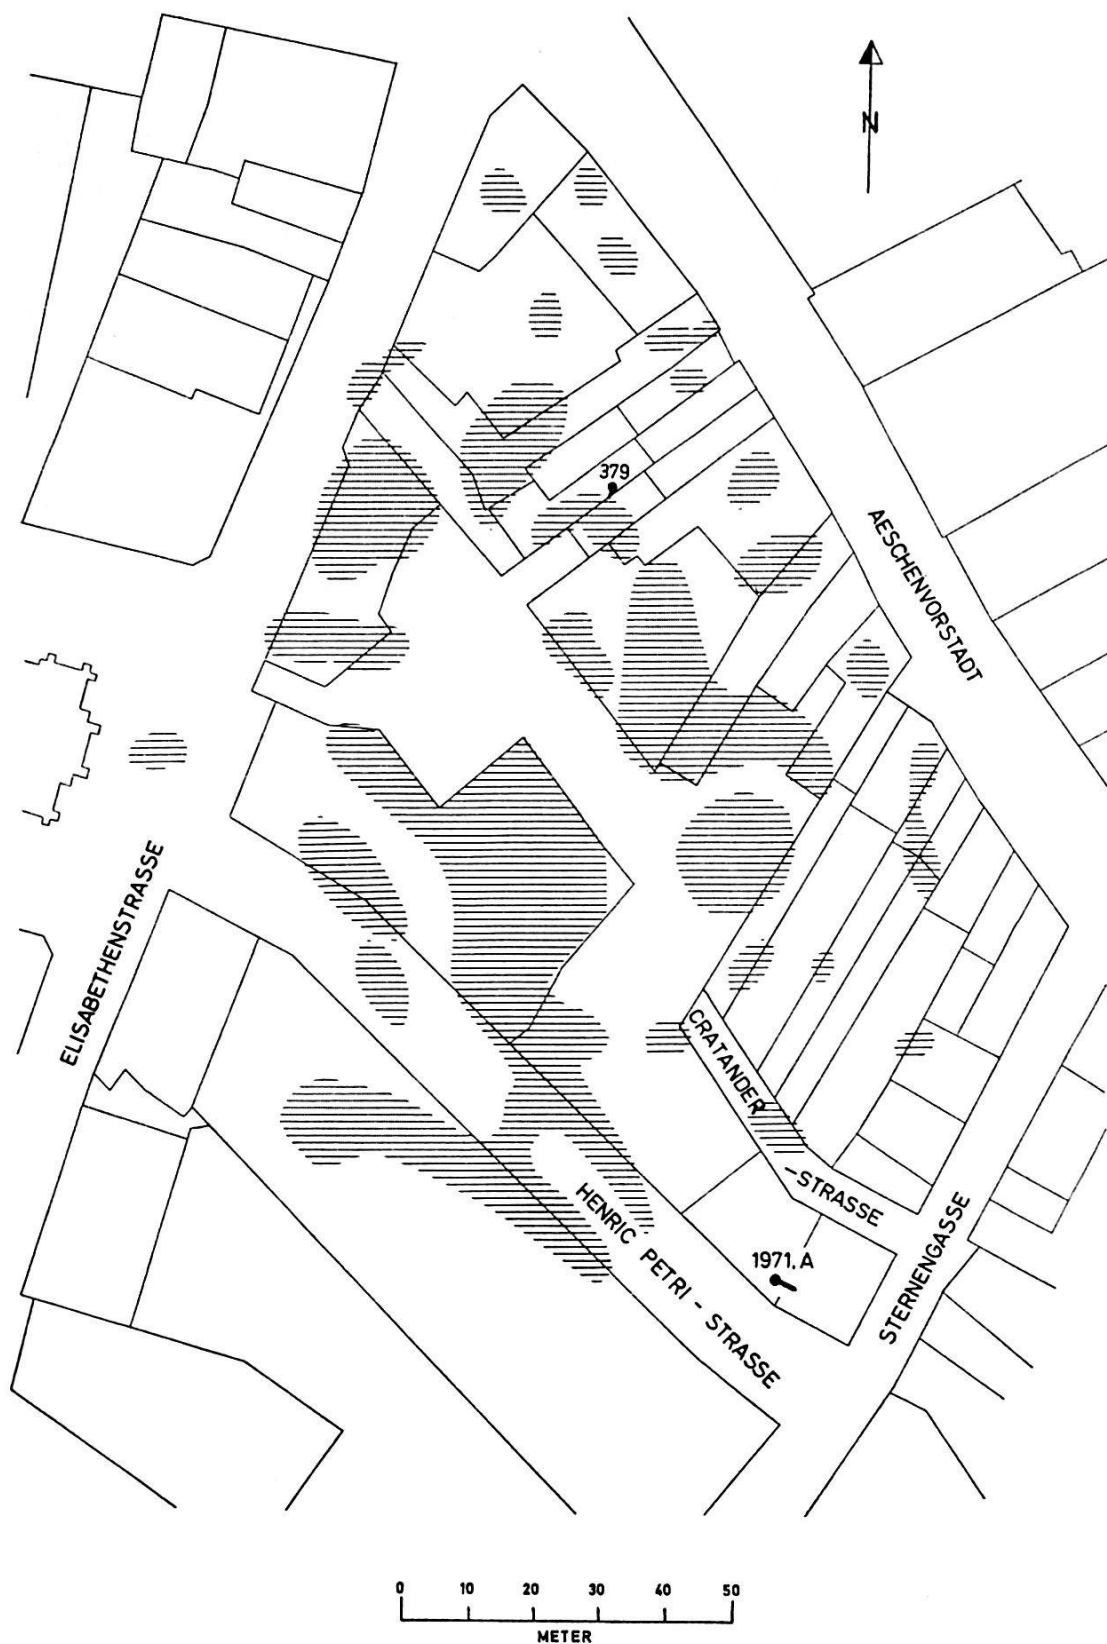 N
379
AESCHENVORSTADT
ELISABETHENSTRASSE
CRATANDER
-STRASSE
HENRIC PETRI - STRASSE
1971, A
STERNENGASSE
0 10 20 30 40 50
METER